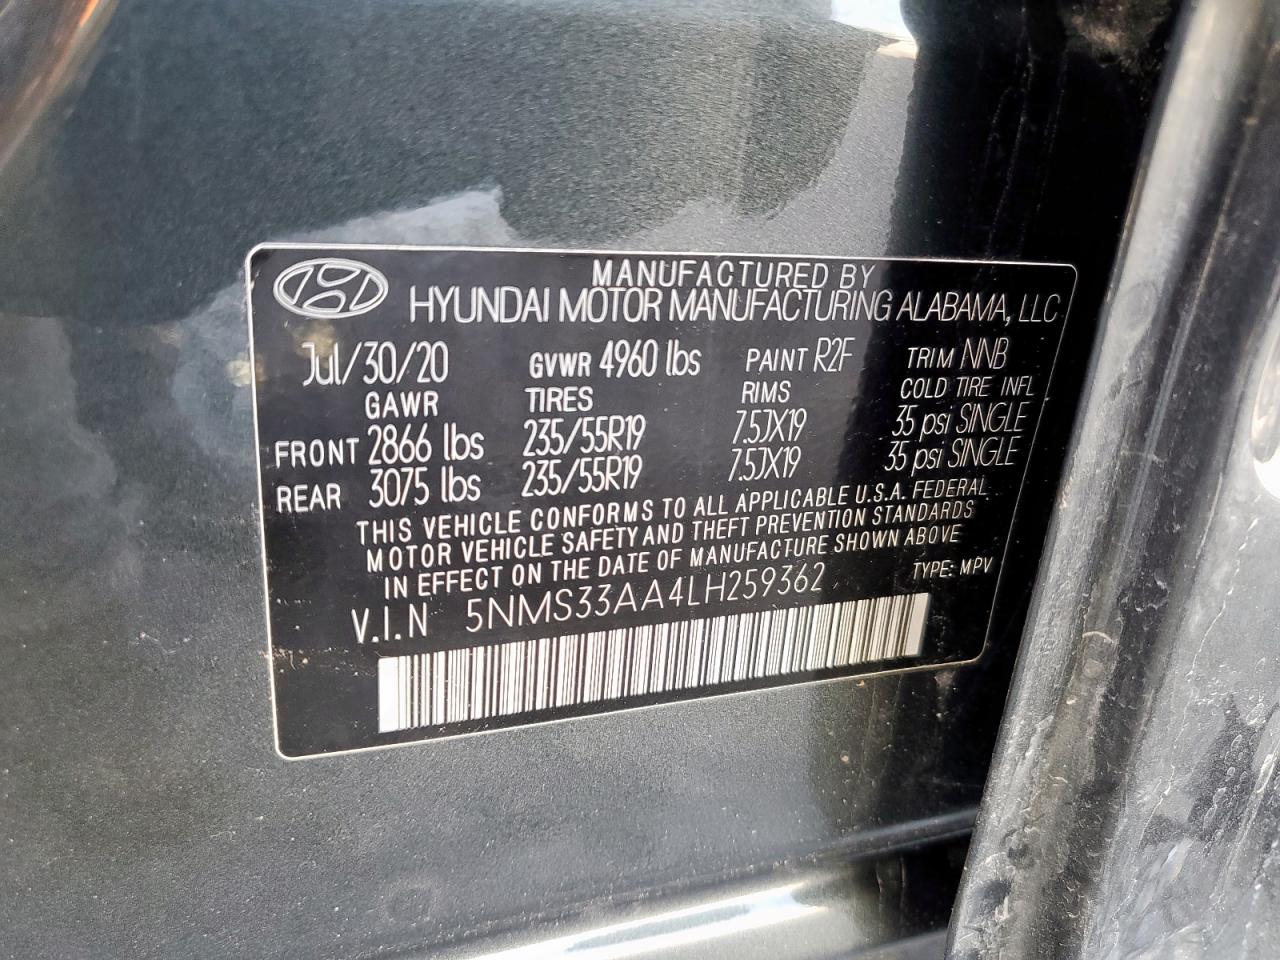 MANUFACTURED BY
HYUNDAI MOTOR MANUFACTURING ALABAMA, LLC
Jul/30/20 GVWR 4960 lbs PAINT R2F TRIM NNB
GAWR TIRES RIMS COLD TIRE INFL
FRONT 2866 lbs 235/55R19 7.5JX19 35 psi SINGLE
REAR 3075 lbs 235/55R19 7.5JX19 35 psi SINGLE
THIS VEHICLE CONFORMS TO ALL APPLICABLE U.S.A. FEDERAL
MOTOR VEHICLE SAFETY AND THEFT PREVENTION STANDARDS
IN EFFECT ON THE DATE OF MANUFACTURE SHOWN ABOVE
V.I.N 5NMS33AA4LH259362 TYPE: MPV